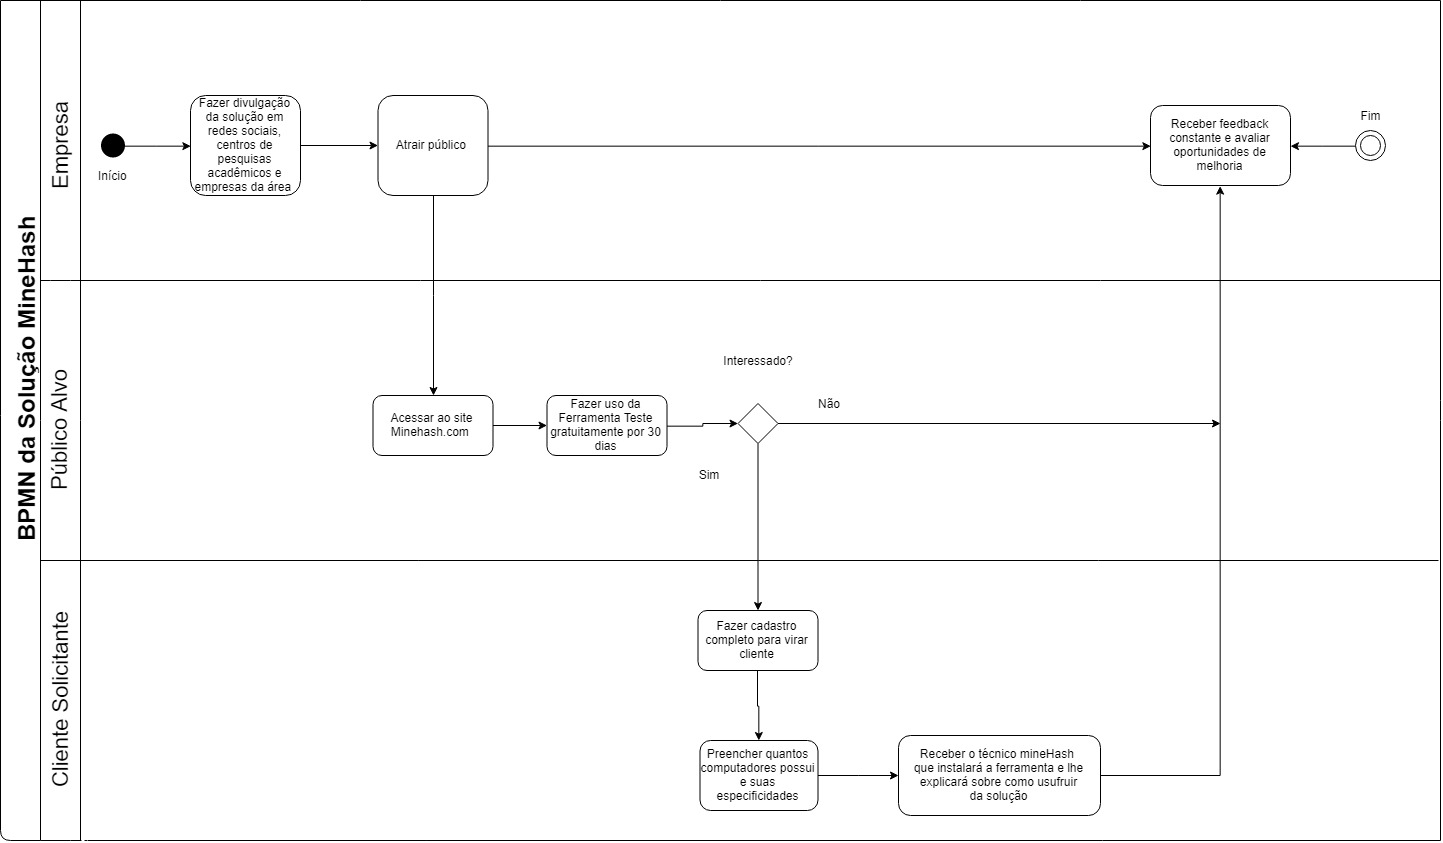 BPMN da Solução MineHash
Empresa
Início
Fazer divulgação
da solução em
redes sociais,
centros de
pesquisas
acadêmicos e
empresas da área
Atrair público
Receber feedback
constante e avaliar
oportunidades de
melhoria
Fim
Público Alvo
Acessar ao site
Minehash.com
Fazer uso da
Ferramenta Teste
gratuitamente por 30
dias
Interessado?
Não
Sim
Cliente Solicitante
Fazer cadastro
completo para virar
cliente
Preencher quantos
computadores possui
e suas
especificidades
Receber o técnico mineHash
que instalará a ferramenta e lhe
explicará sobre como usufruir
da solução